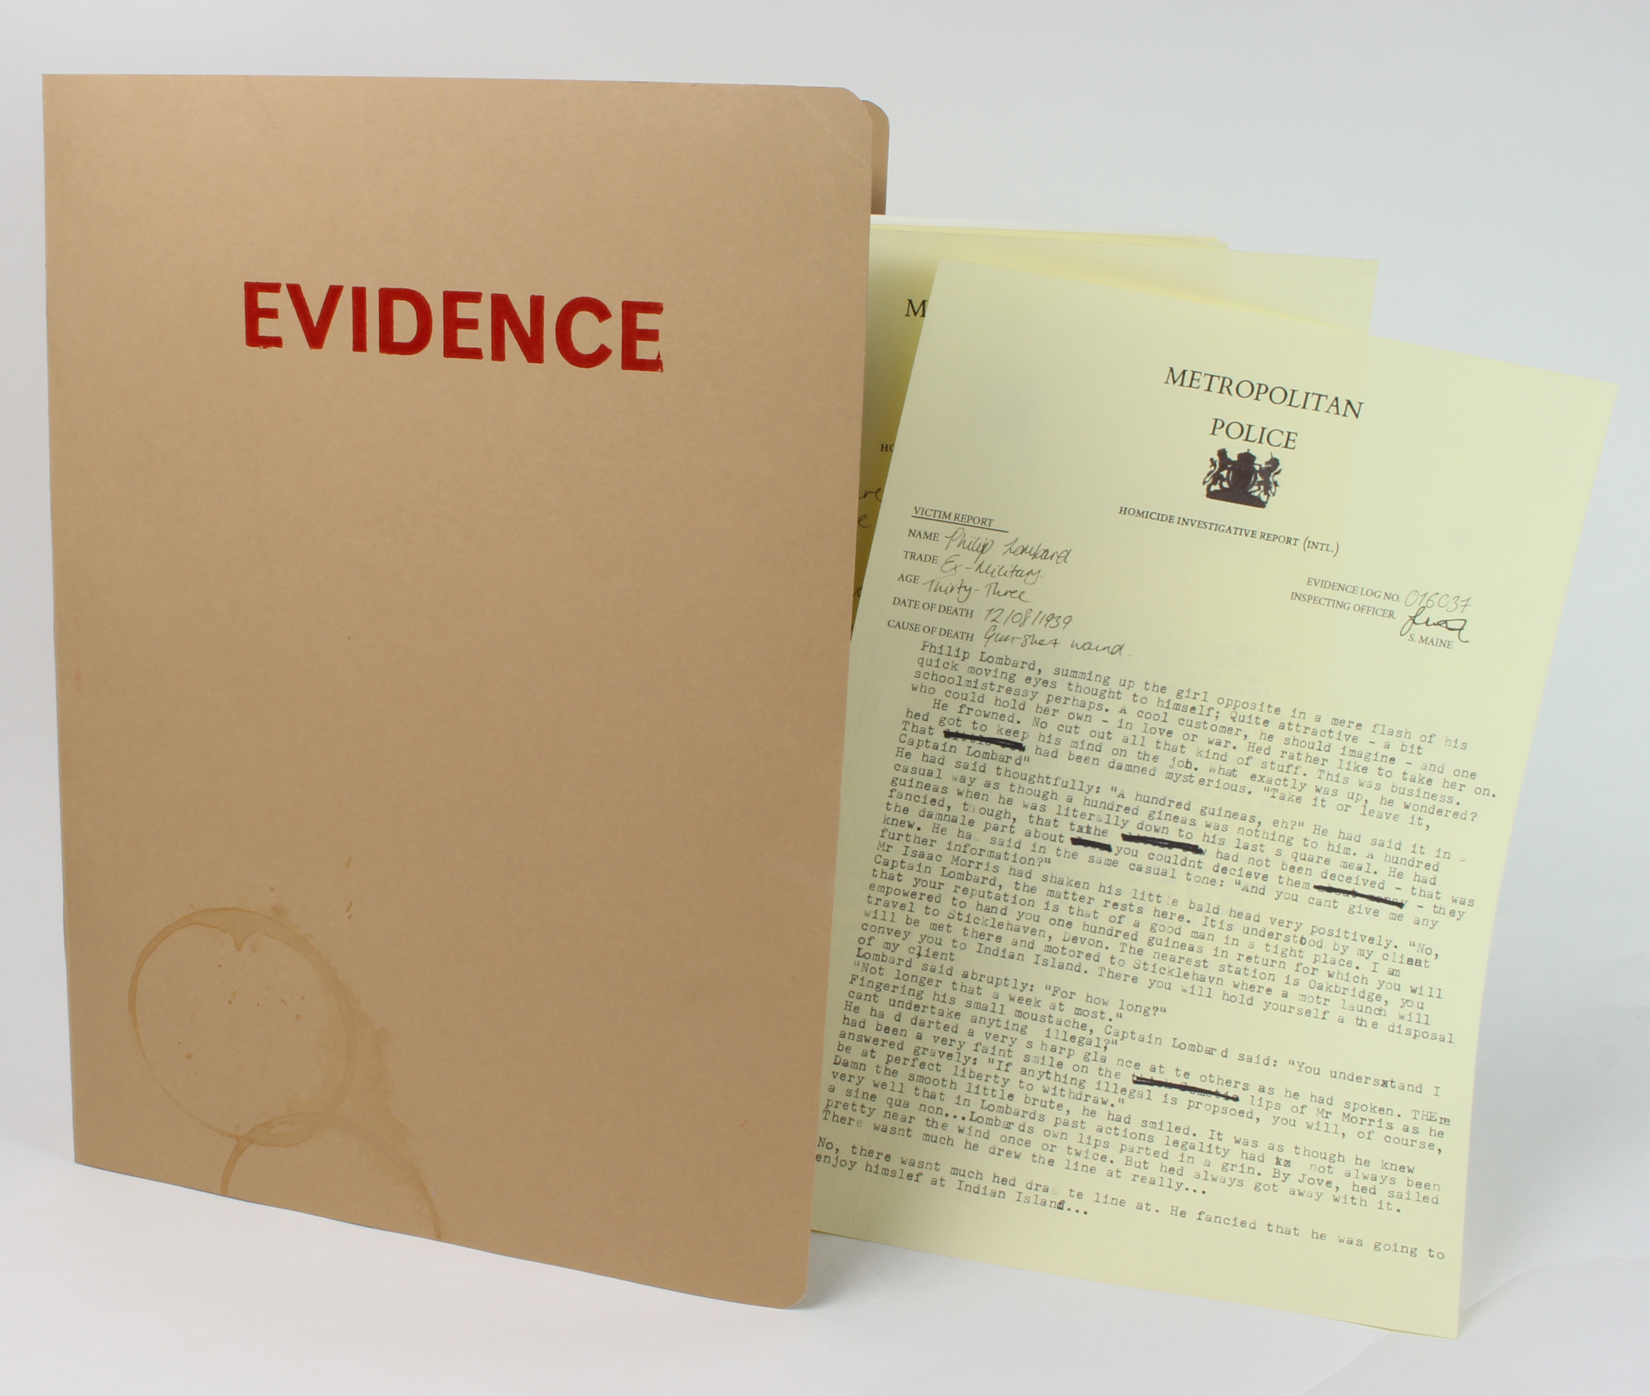 EVIDENCE
M
HO
METROPOLITAN
POLICE
HOMICIDE INVESTIGATIVE REPORT (INTL.)
VICTIM REPORT
NAME Philip Lombard
TRADE Ex-Military.
AGE Thirty-Three
DATE OF DEATH 12/08/1939
CAUSE OF DEATH Gun-shot wound.
EVIDENCE LOG NO. 016037
INSPECTING OFFICER.
S. MAINE
Philip Lombard, summing up the girl opposite in a mere flash of his
quick moving eyes thought to himself; Quite attractive - a bit
schoolmistressy perhaps. A cool customer, he should imagine - and one
who could hold her own - in love or war. Hed rather like to take her on.
He frowned. No cut out all that kind of stuff. This was business.
hed got to keep his mind on the job. What exactly was up, he wondered?
That had been damned mysterious. "Take it or leave it,
Captain Lombard"
He had said thoughtfully: "A hundred guineas, eh?" He had said it in a
casual way as though a hundred gineas was nothing to him. A hundred
guineas when he was literally down to his last s quare meal. He had
fancied, though, that the had not been deceived - that was
the damnale part about you couldnt decieve them - they
knew. He ha said in the same casual tone: "And you cant give me any
further information?"
Mr Isaac Morris had shaken his little bald head very positively. "No,
Captain Lombard, the matter rests here. Itis understood by my client
that your reputation is that of a good man in a tight place. I am
empowered to hand you one hundred guineas in return for which you will
travel to Sticklehaven, Devon. The nearest station is Oakbridge, you
will be met there and motored to Sticklehavn where a motr launch will
convey you to Indian Island. There you will hold yourself a the disposal
of my client
Lombard said abruptly: "For how long?"
"Not longer that a week at most."
Fingering his small moustache, Captain Lombard said: "You undersxtand I
cant undertake anyting illegal;"
He ha d darted a very s harp gla nce at te others as he had spoken. THEre
had been a very faint smile on the lips of Mr Morris as he
answered gravely: "If anything illegal is propsoed, you will, of course,
be at perfect liberty to withdraw."
Damn the smooth little brute, he had smiled. It was as though he knew
very well that in Lombards past actions legality had not always been
a sine qua non...Lombards own lips parted in a grin. By Jove, hed sailed
pretty near the wind once or twice. But hed always got away with it.
There wasnt much he drew the line at really...
No, there wasnt much hed dra te line at. He fancied that he was going to
enjoy himslef at Indian Island...